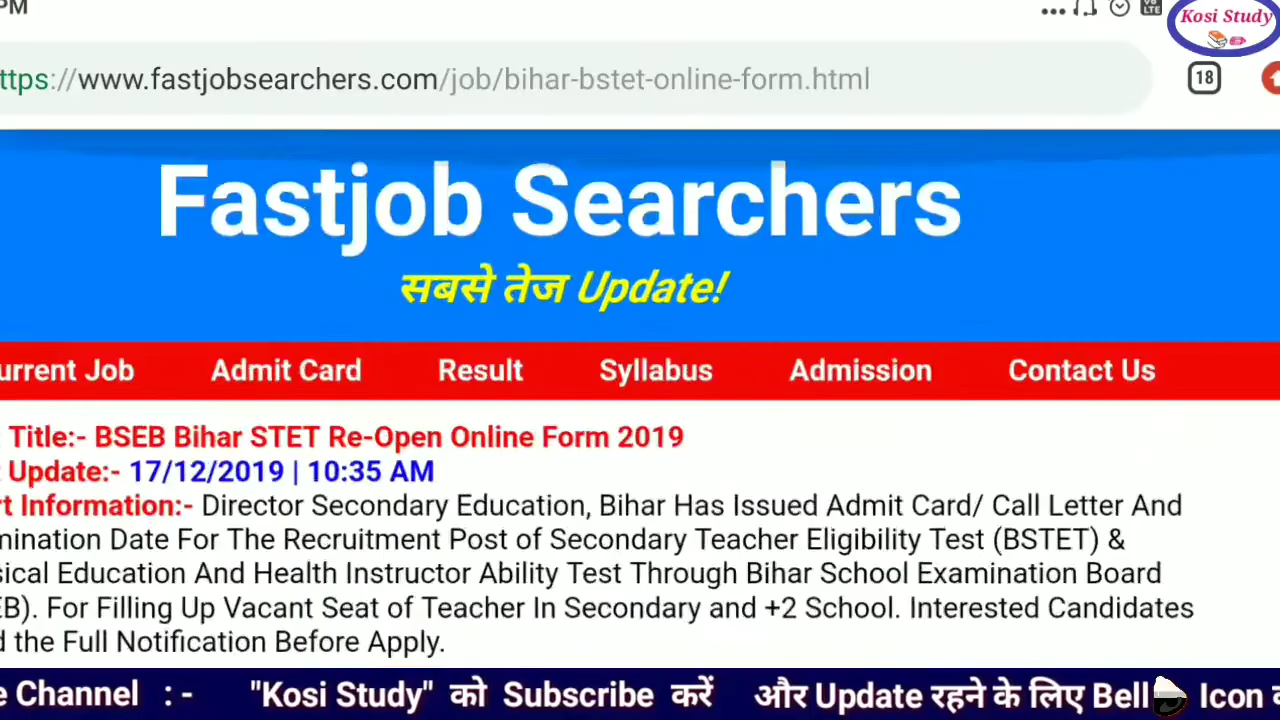 PM
Kosi Study
ttps://www.fastjobsearchers.com/job/bihar-bstet-online-form.html
18
Fastjob Searchers
सबसे तेज Update!
urrent Job Admit Card Result Syllabus Admission Contact Us
Title:- BSEB Bihar STET Re-Open Online Form 2019
Update:- 17/12/2019 | 10:35 AM
rt Information:- Director Secondary Education, Bihar Has Issued Admit Card/ Call Letter And
mination Date For The Recruitment Post of Secondary Teacher Eligibility Test (BSTET) &
sical Education And Health Instructor Ability Test Through Bihar School Examination Board
EB). For Filling Up Vacant Seat of Teacher In Secondary and +2 School. Interested Candidates
d the Full Notification Before Apply.
e Channel : - "Kosi Study" को Subscribe करें और Update रहने के लिए Bell Icon